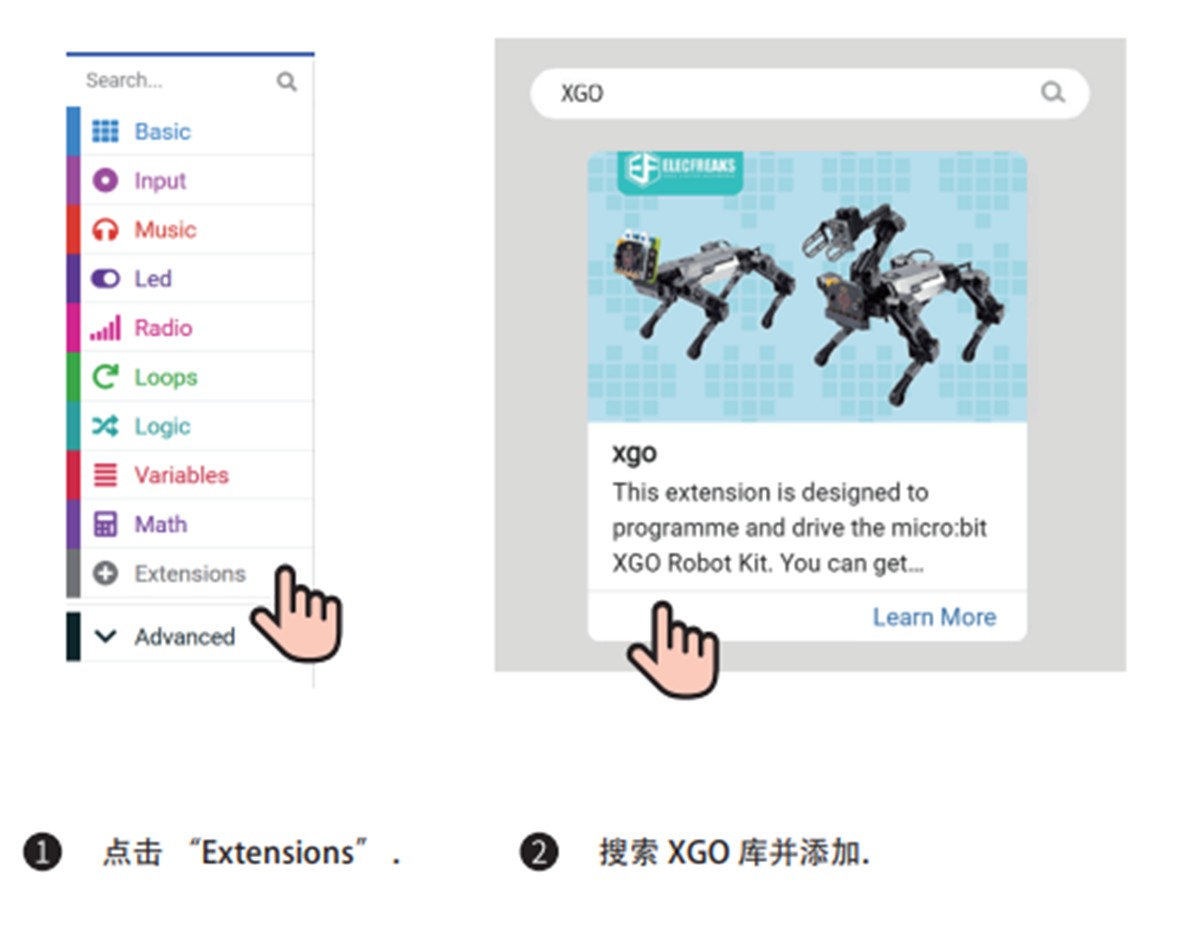 Search...
Basic
Input
Music
Led
Radio
Loops
Logic
Variables
Math
Extensions
Advanced
XGO
ELECFREAKS
xgo
This extension is designed to
programme and drive the micro:bit
XGO Robot Kit. You can get...
Learn More
❶ 点击 “Extensions” .
❷ 搜索 XGO 库并添加.